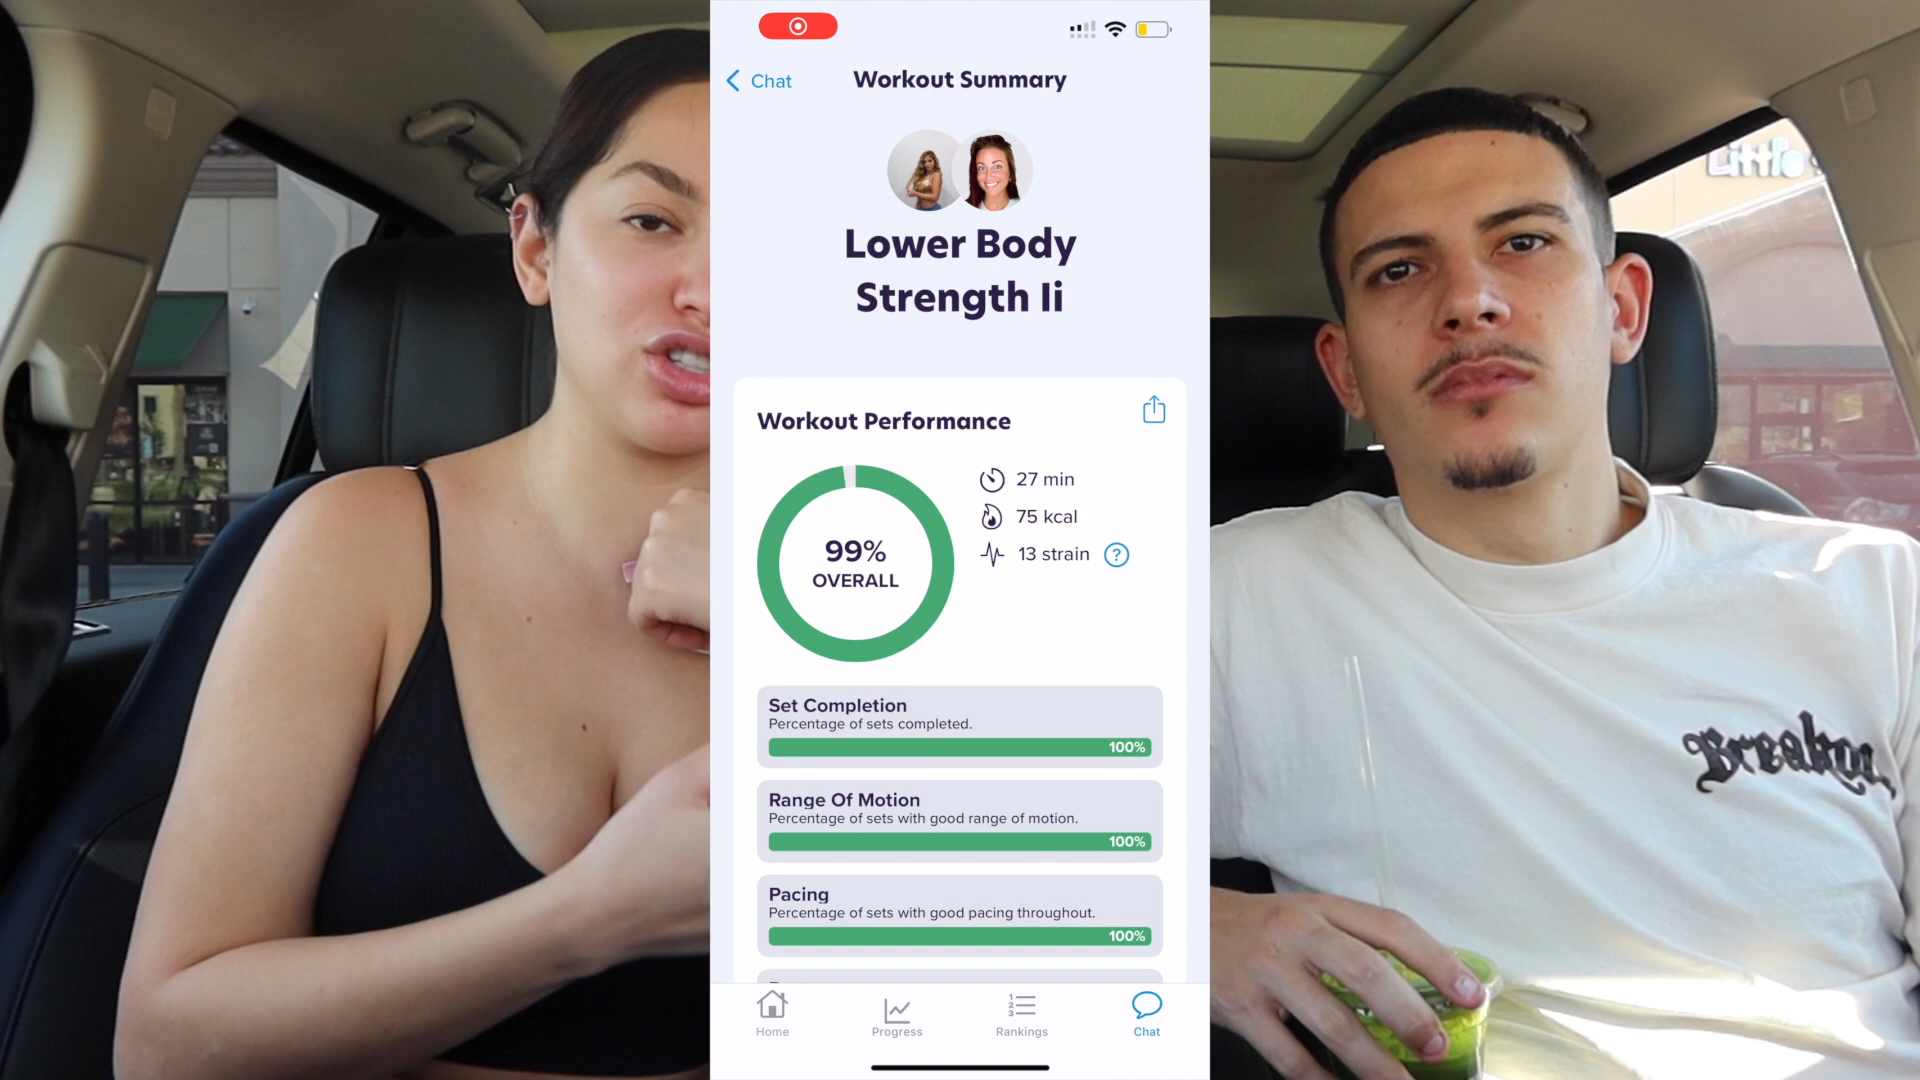 Chat
Workout Summary
Lower Body
Strength Ii
Workout Performance
99%
OVERALL
27 min
75 kcal
13 strain
?
Set Completion
Percentage of sets completed.
100%
Range Of Motion
Percentage of sets with good range of motion.
100%
Pacing
Percentage of sets with good pacing throughout.
100%
Home
Progress
Rankings
Chat
Little